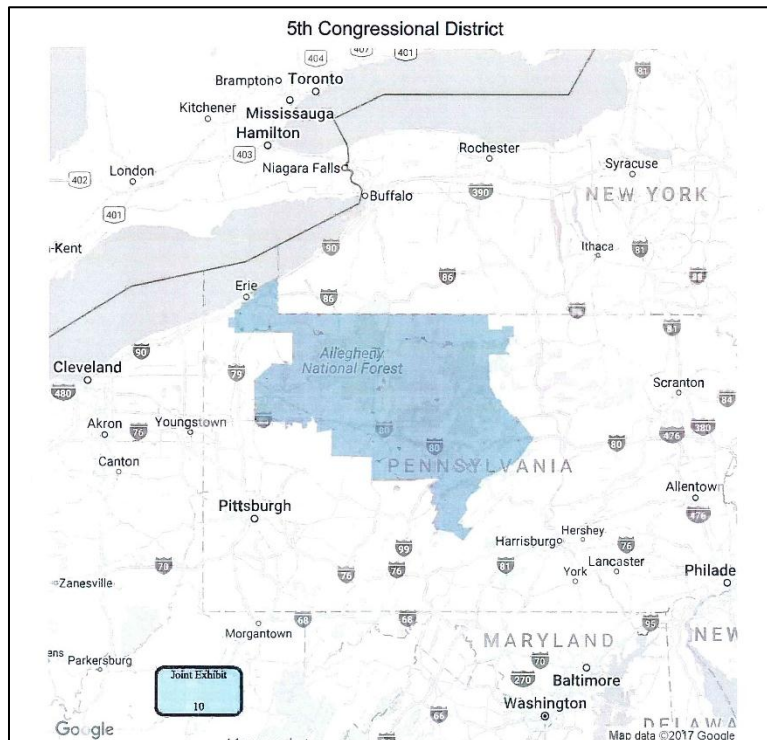 5th Congressional District
407
401
404
81
Brampton
Toronto
Kitchener
Mississauga
Hamilton
403
Rochester
London
402
Niagara Falls
Syracuse
NEW YORK
390
Buffalo
401
-Kent
90
Ithaca
81
86
Erie
86
81
90
Allegheny
National Forest
Cleveland
79
480
Scranton
84
Akron
76
Youngstown
80
80
380
476
80
Canton
PENNSYLVANIA
Allentown
476
Pittsburgh
Hershey
Harrisburg
76
99
Lancaster
70
76
76
81
York
Philade
Zanesville
68
68
95
Morgantown
MARYLAND
NEW
ens
Parkersburg
70
Joint Exhibit
10
270
Baltimore
Washington
66
DELAWA
Google
Map data ©2017 Google